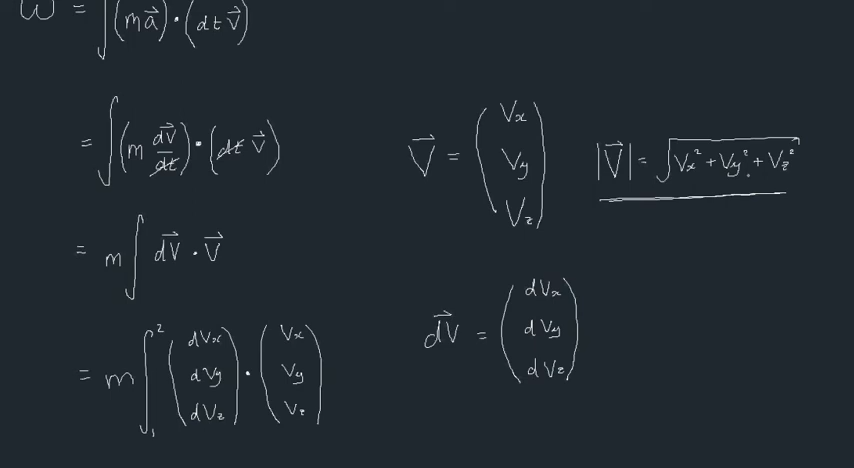 W = ∫ (m a⃗) · (dt V⃗)
= ∫ (m dV⃗/dt) · (dt V⃗)
= m ∫ dV⃗ · V⃗
= m ∫₁² (dVx dVy dVz) · (Vx Vy Vz)
V⃗ = (Vx Vy Vz)
|V⃗| = √(Vx² + Vy² + Vz²)
dV⃗ = (dVx dVy dVz)